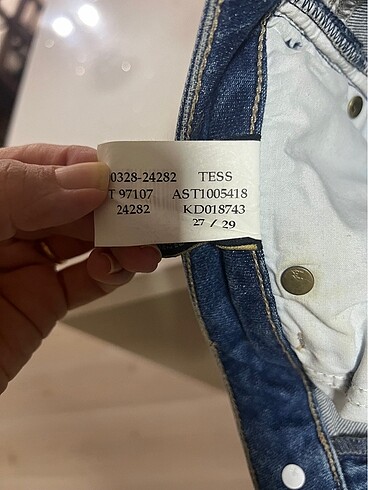 0328-24282 TESS
T 97107 AST1005418
24282 KD018743
27 / 29